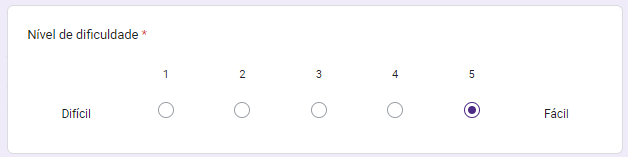 Nível de dificuldade *
1 2 3 4 5
Difícil Fácil